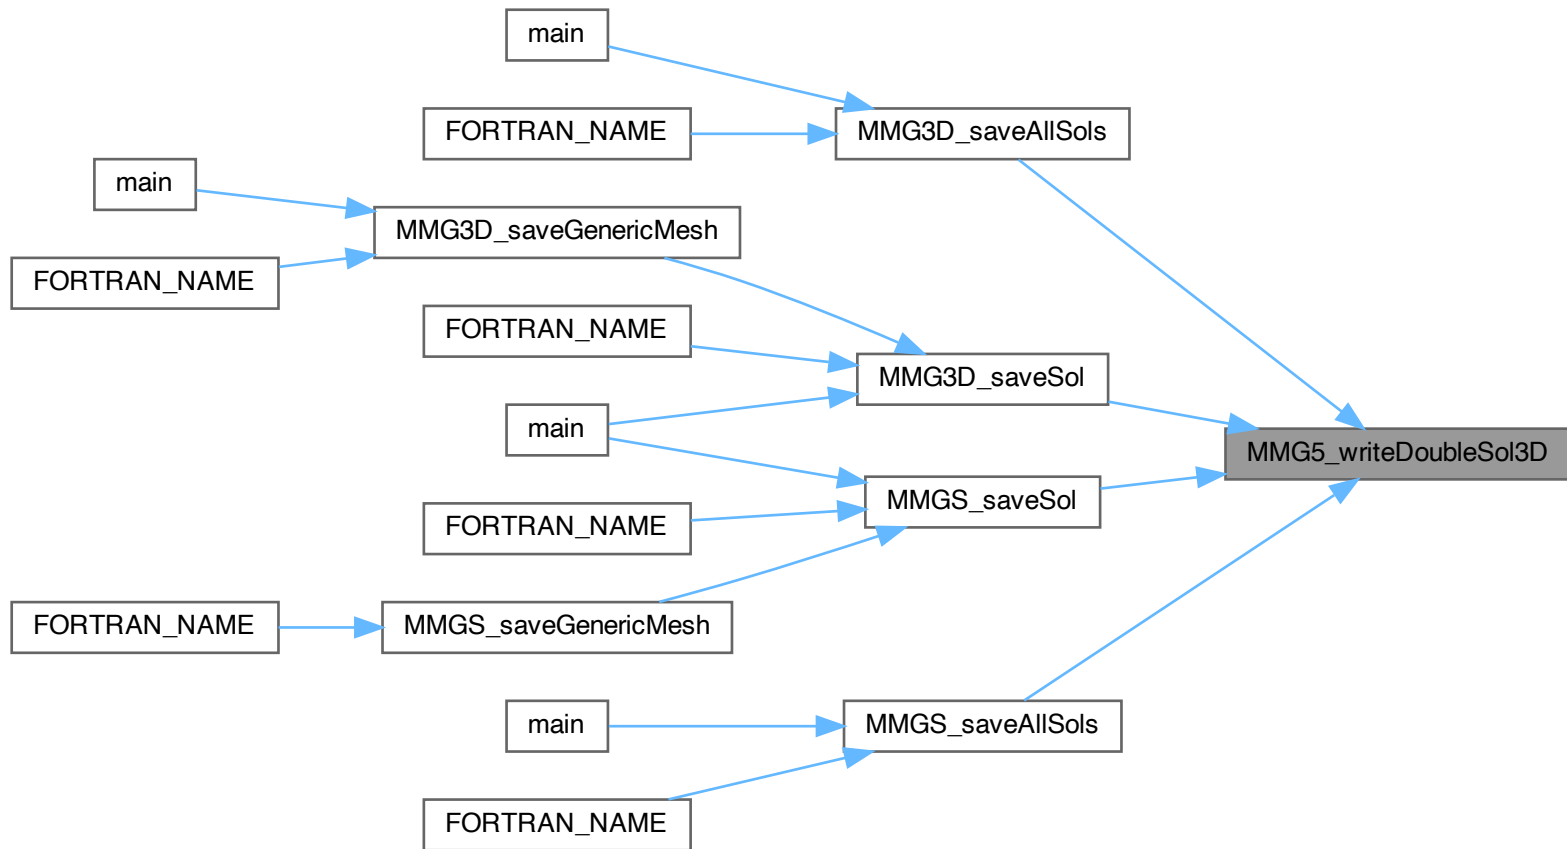 main
FORTRAN_NAME
MMG3D_saveAllSols
main
MMG3D_saveGenericMesh
FORTRAN_NAME
FORTRAN_NAME
MMG3D_saveSol
main
MMG5_writeDoubleSol3D
MMGS_saveSol
FORTRAN_NAME
FORTRAN_NAME
MMGS_saveGenericMesh
main
MMGS_saveAllSols
FORTRAN_NAME